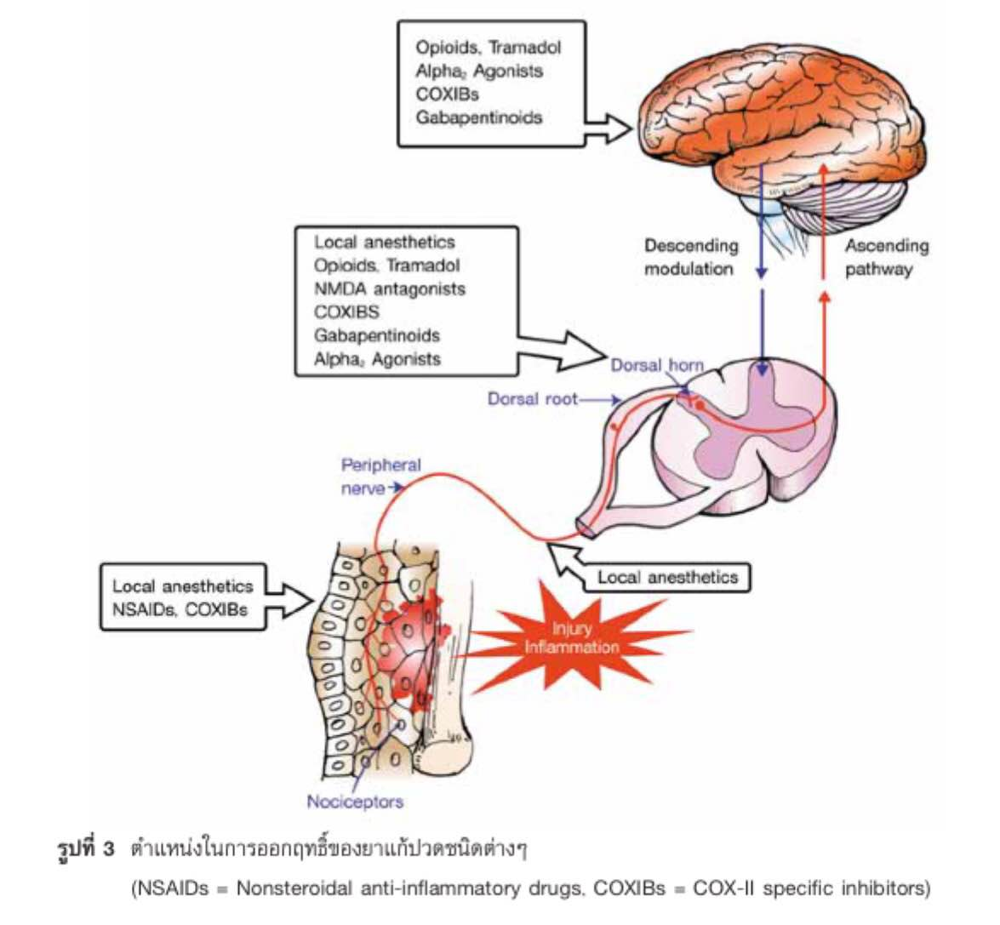 Opioids, Tramadol
Alpha₂ Agonists
COXIBs
Gabapentinoids
Local anesthetics
Opioids, Tramadol
NMDA antagonists
COXIBS
Gabapentinoids
Alpha₂ Agonists
Descending
modulation
Ascending
pathway
Dorsal horn
Dorsal root
Peripheral
nerve
Local anesthetics
Local anesthetics
NSAIDs, COXIBs
Injury
Inflammation
Nociceptors
รูปที่ 3 ตำแหน่งในการออกฤทธิ์ของยาแก้ปวดชนิดต่างๆ
(NSAIDs = Nonsteroidal anti-inflammatory drugs, COXIBs = COX-II specific inhibitors)